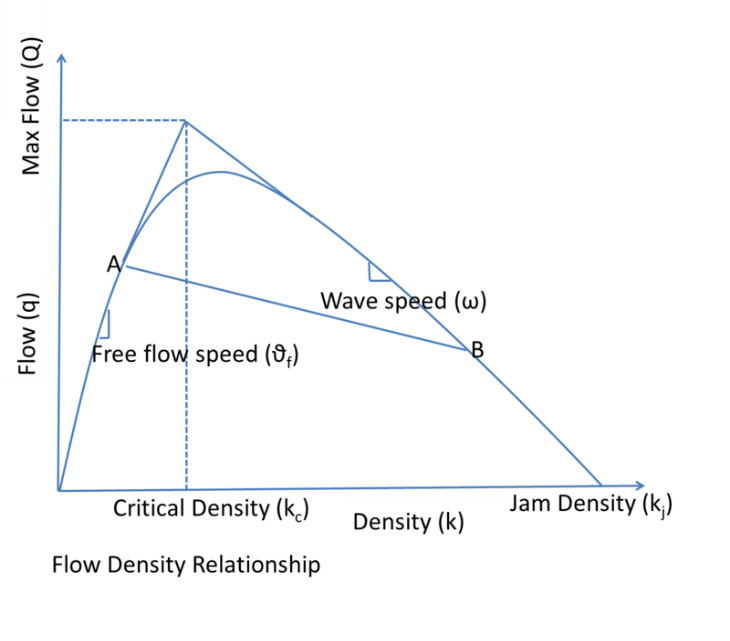 Max Flow (Q)
Flow (q)
A
Wave speed (ω)
B
Free flow speed (ϑf)
Critical Density (kc)
Density (k)
Jam Density (kj)
Flow Density Relationship